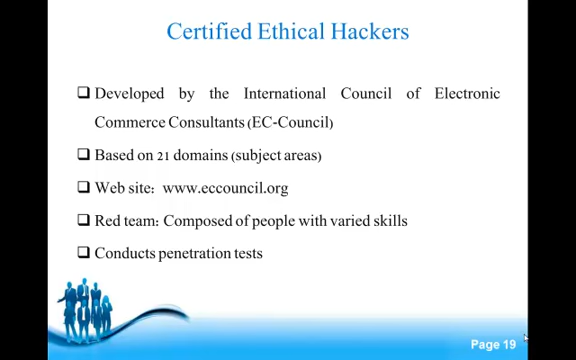 Certified Ethical Hackers
❑ Developed by the International Council of Electronic
Commerce Consultants (EC-Council)
❑ Based on 21 domains (subject areas)
❑ Web site: www.eccouncil.org
❑ Red team: Composed of people with varied skills
❑ Conducts penetration tests
Page 19